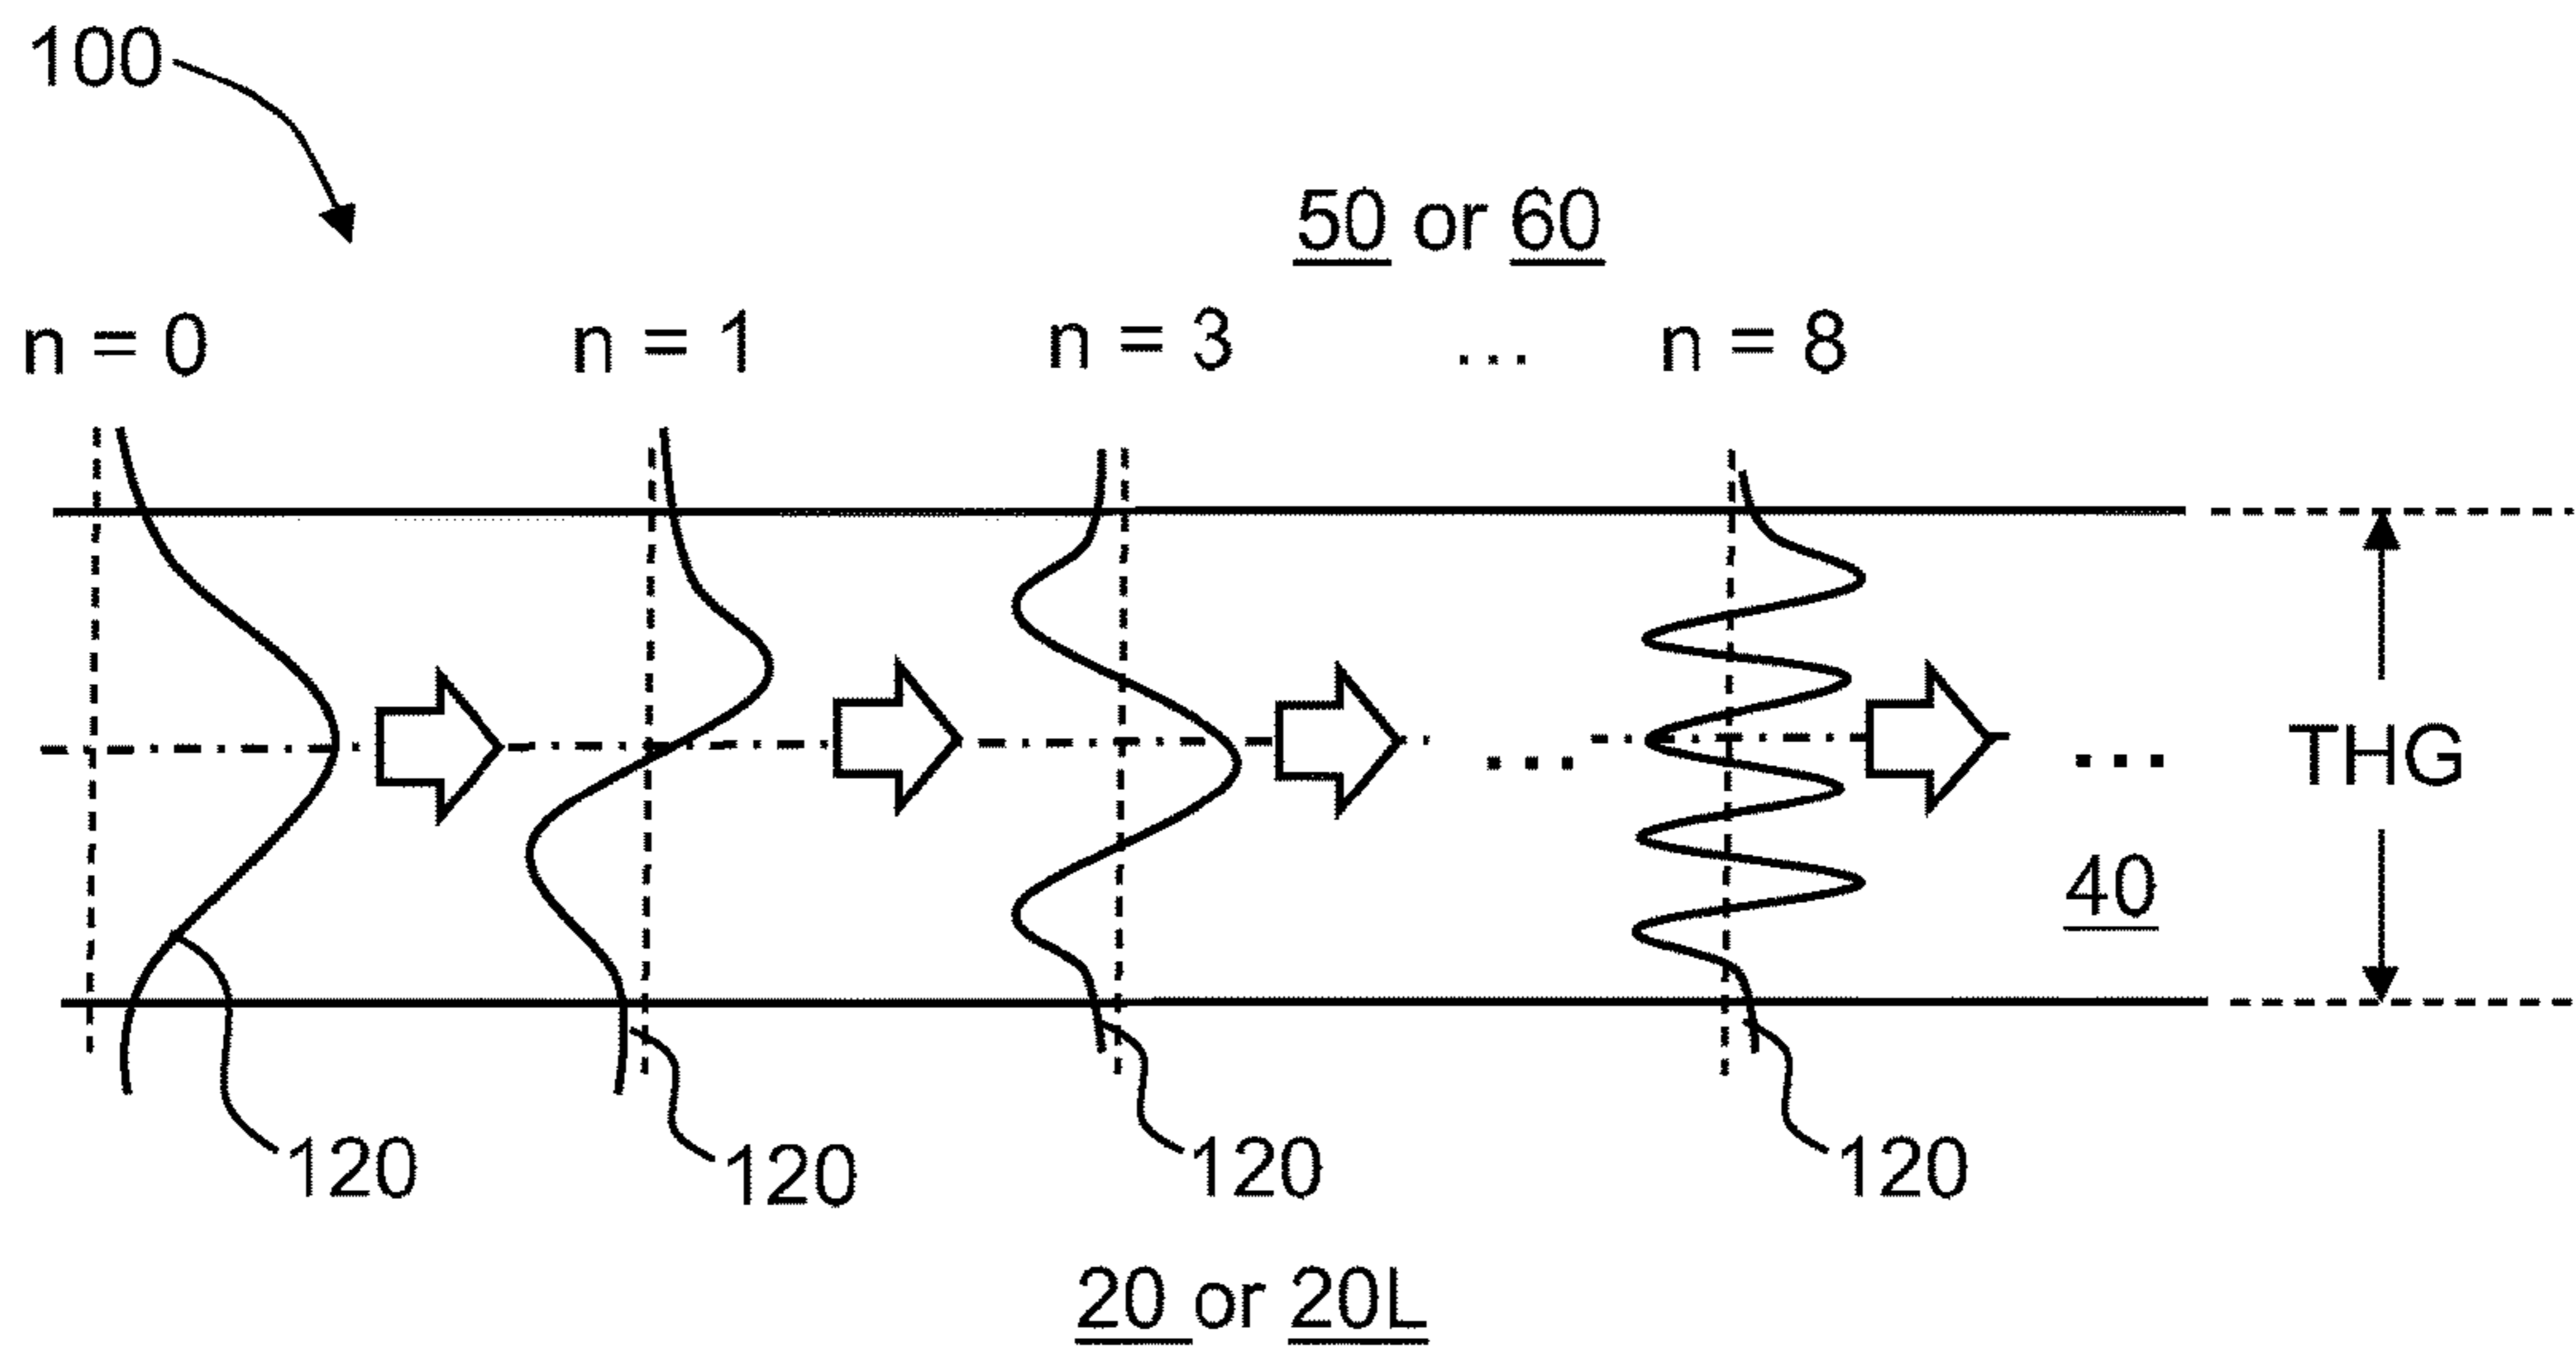 100
50 or 60
n = 0 n = 1 n = 3 ... n = 8
... ... THG
40
120 120 120 120
20 or 20L